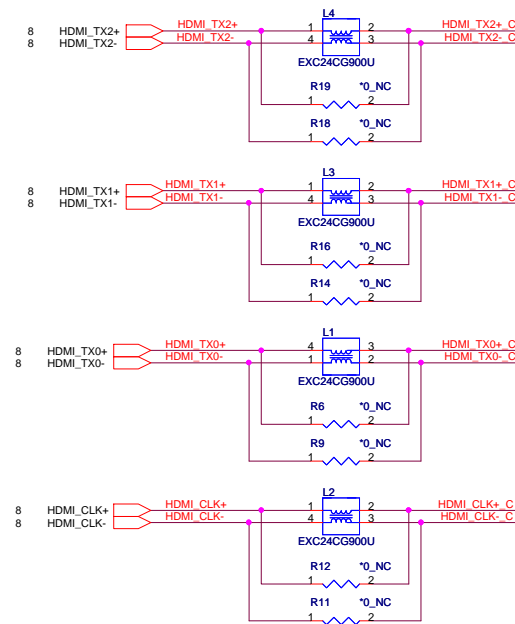 L4
8 HDMI_TX2+ HDMI_TX2+ 1 2 HDMI_TX2+_C
8 HDMI_TX2- HDMI_TX2- 4 3 HDMI_TX2-_C
EXC24CG900U
R19 *0_NC
1 2
R18 *0_NC
1 2
L3
8 HDMI_TX1+ HDMI_TX1+ 1 2 HDMI_TX1+_C
8 HDMI_TX1- HDMI_TX1- 4 3 HDMI_TX1-_C
EXC24CG900U
R16 *0_NC
1 2
R14 *0_NC
1 2
L1
8 HDMI_TX0+ HDMI_TX0+ 4 3 HDMI_TX0+_C
8 HDMI_TX0- HDMI_TX0- 1 2 HDMI_TX0-_C
EXC24CG900U
R6 *0_NC
1 2
R9 *0_NC
1 2
L2
8 HDMI_CLK+ HDMI_CLK+ 1 2 HDMI_CLK+_C
8 HDMI_CLK- HDMI_CLK- 4 3 HDMI_CLK-_C
EXC24CG900U
R12 *0_NC
1 2
R11 *0_NC
1 2